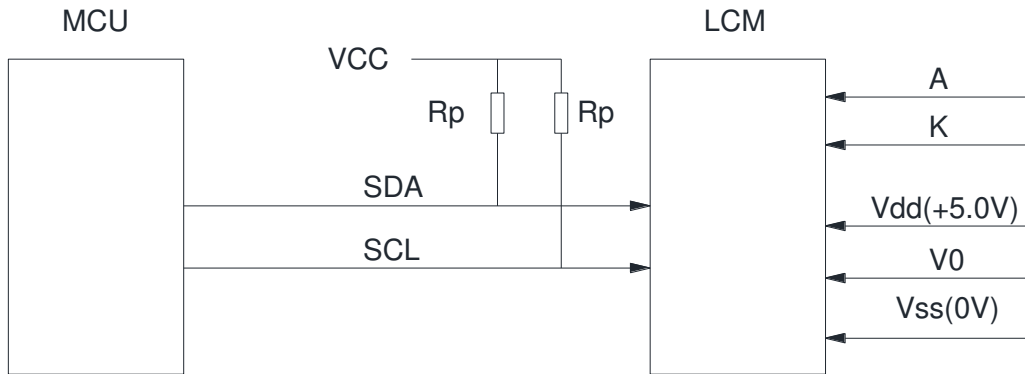 MCU
LCM
VCC
Rp
Rp
A
K
SDA
Vdd(+5.0V)
SCL
V0
Vss(0V)